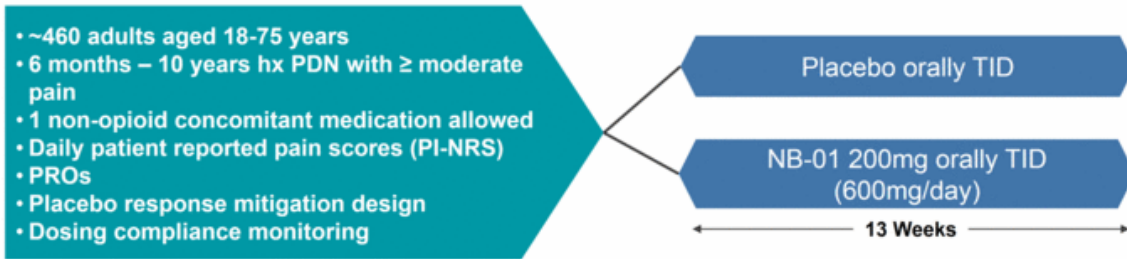 • ~460 adults aged 18-75 years
• 6 months – 10 years hx PDN with ≥ moderate
pain
• 1 non-opioid concomitant medication allowed
• Daily patient reported pain scores (PI-NRS)
• PROs
• Placebo response mitigation design
• Dosing compliance monitoring
Placebo orally TID
NB-01 200mg orally TID
(600mg/day)
13 Weeks